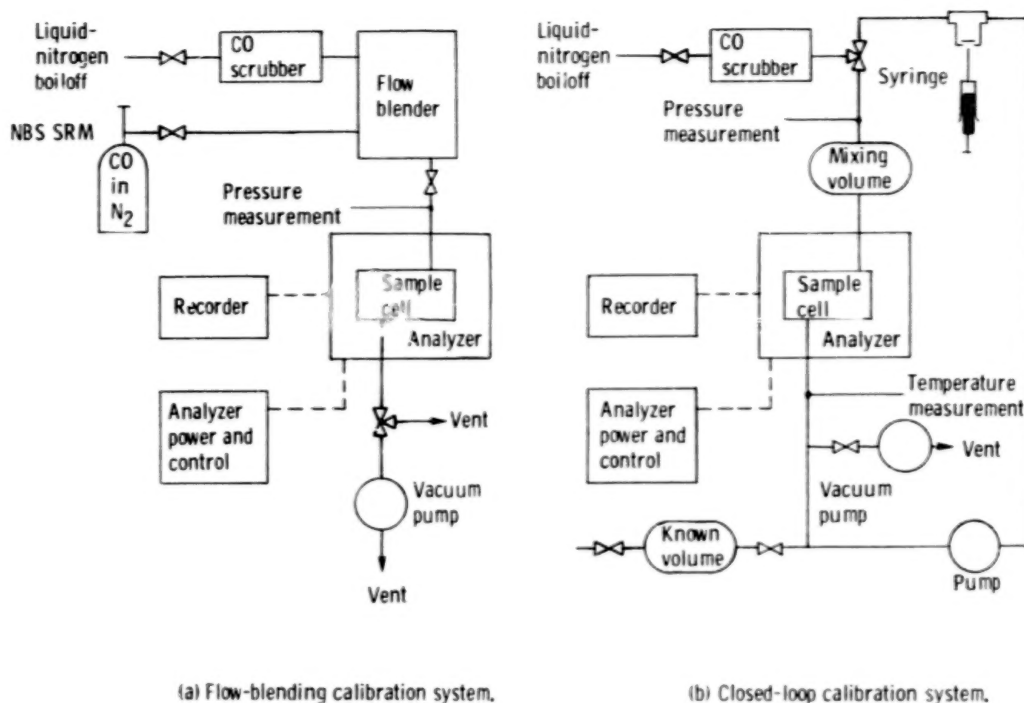 Liquid-
nitrogen
boiloff
CO
scrubber
Flow
blender
NBS SRM
CO
in
N2
Pressure
measurement
Sample
cell
Recorder
Analyzer
Analyzer
power and
control
Vent
Vacuum
pump
Vent
(a) Flow-blending calibration system.
Liquid-
nitrogen
boiloff
CO
scrubber
Syringe
Pressure
measurement
Mixing
volume
Sample
cell
Recorder
Analyzer
Temperature
measurement
Analyzer
power and
control
Vent
Vacuum
pump
Known
volume
Pump
(b) Closed-loop calibration system.